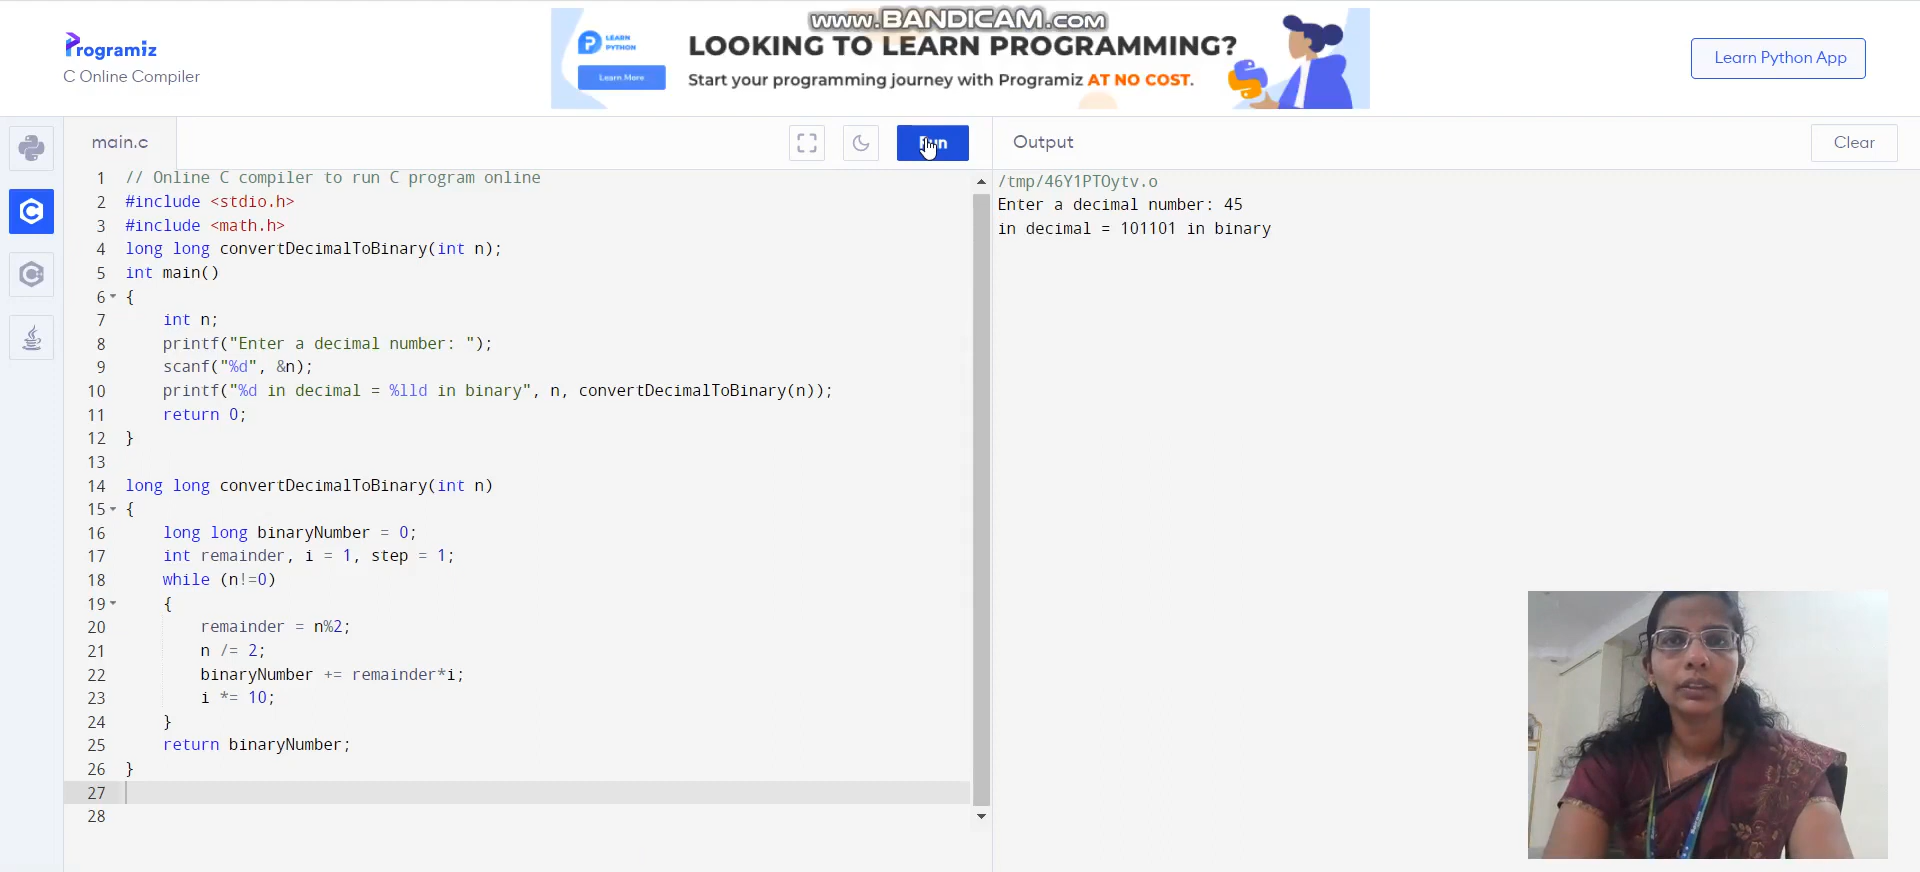 www.BANDICAM.com
Programiz
C Online Compiler
LEARN
PYTHON
Learn More
LOOKING TO LEARN PROGRAMMING?
Start your programming journey with Programiz AT NO COST.
Learn Python App
main.c
Run
Output
Clear
1 // Online C compiler to run C program online
2 #include <stdio.h>
3 #include <math.h>
4 long long convertDecimalToBinary(int n);
5 int main()
6 {
7 int n;
8 printf("Enter a decimal number: ");
9 scanf("%d", &n);
10 printf("%d in decimal = %lld in binary", n, convertDecimalToBinary(n));
11 return 0;
12 }
13
14 long long convertDecimalToBinary(int n)
15 {
16 long long binaryNumber = 0;
17 int remainder, i = 1, step = 1;
18 while (n!=0)
19 {
20 remainder = n%2;
21 n /= 2;
22 binaryNumber += remainder*i;
23 i *= 10;
24 }
25 return binaryNumber;
26 }
27
28
/tmp/46Y1PTOytv.o
Enter a decimal number: 45
in decimal = 101101 in binary